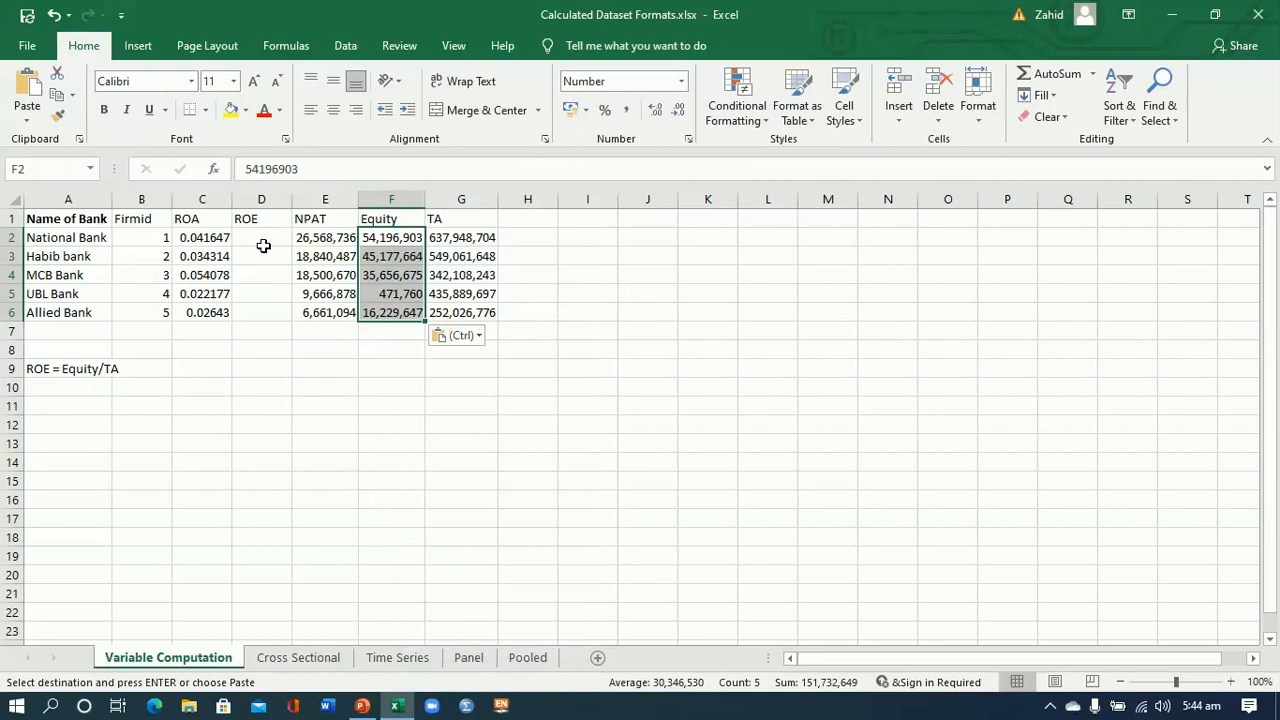 Calculated Dataset Formats.xlsx - Excel
Zahid
File Home Insert Page Layout Formulas Data Review View Help Tell me what you want to do Share
Paste
Calibri 11
B I U
Wrap Text
Merge & Center
Number
Conditional Formatting
Format as Table
Cell Styles
Insert Delete Format
AutoSum
Fill
Clear
Sort & Filter
Find & Select
Clipboard Font Alignment Number Styles Cells Editing
F2 fx 54196903
A B C D E F G H I J K L M N O P Q R S T
1 Name of Bank Firmid ROA ROE NPAT Equity TA
2 National Bank 1 0.041647 26,568,736 54,196,903 637,948,704
3 Habib bank 2 0.034314 18,840,487 45,177,664 549,061,648
4 MCB Bank 3 0.054078 18,500,670 35,656,675 342,108,243
5 UBL Bank 4 0.022177 9,666,878 471,760 435,889,697
6 Allied Bank 5 0.02643 6,661,094 16,229,647 252,026,776
7 (Ctrl)
8
9 ROE = Equity/TA
10
11
12
13
14
15
16
17
18
19
20
21
22
23
Variable Computation Cross Sectional Time Series Panel Pooled
Select destination and press ENTER or choose Paste Average: 30,346,530 Count: 5 Sum: 151,732,649 &Sign in Required 100%
5:44 am